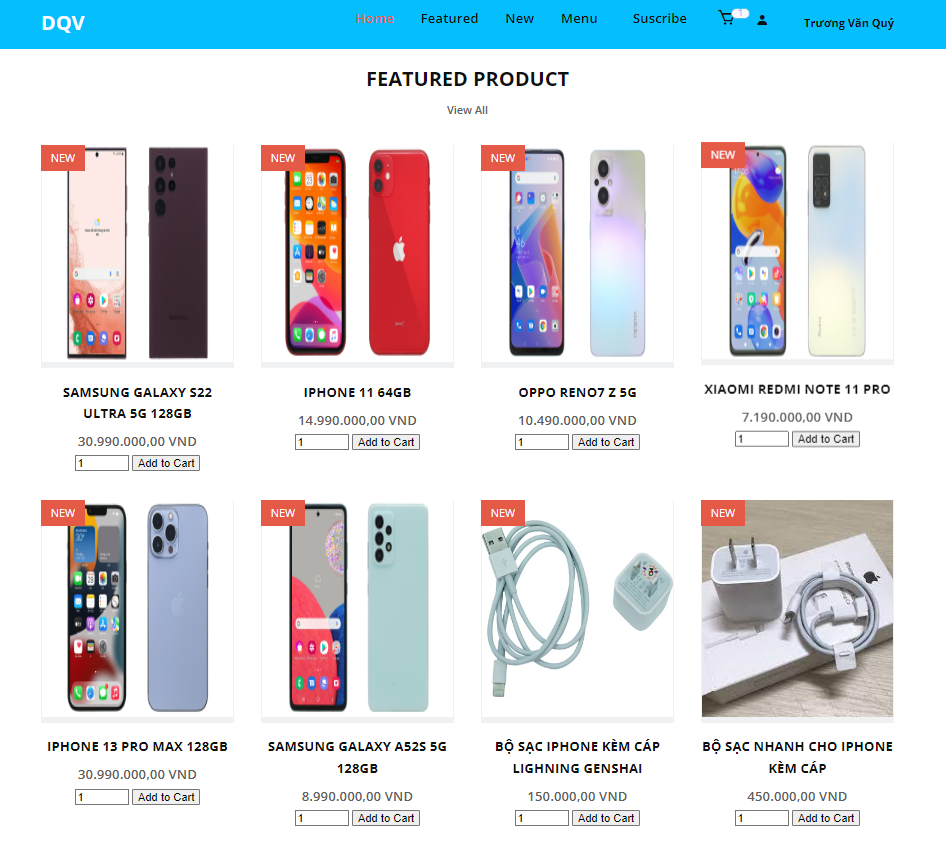 DQV
Home Featured New Menu Suscribe 1 Trương Văn Quý
FEATURED PRODUCT
View All
NEW NEW NEW NEW
SAMSUNG GALAXY S22
ULTRA 5G 128GB
30.990.000,00 VND
1 Add to Cart
IPHONE 11 64GB
14.990.000,00 VND
1 Add to Cart
OPPO RENO7 Z 5G
10.490.000,00 VND
1 Add to Cart
XIAOMI REDMI NOTE 11 PRO
7.190.000,00 VND
1 Add to Cart
NEW NEW NEW NEW
IPHONE 13 PRO MAX 128GB
30.990.000,00 VND
1 Add to Cart
SAMSUNG GALAXY A52S 5G
128GB
8.990.000,00 VND
1 Add to Cart
BỘ SẠC IPHONE KÈM CÁP
LIGHNING GENSHAI
150.000,00 VND
1 Add to Cart
BỘ SẠC NHANH CHO IPHONE
KÈM CÁP
450.000,00 VND
1 Add to Cart